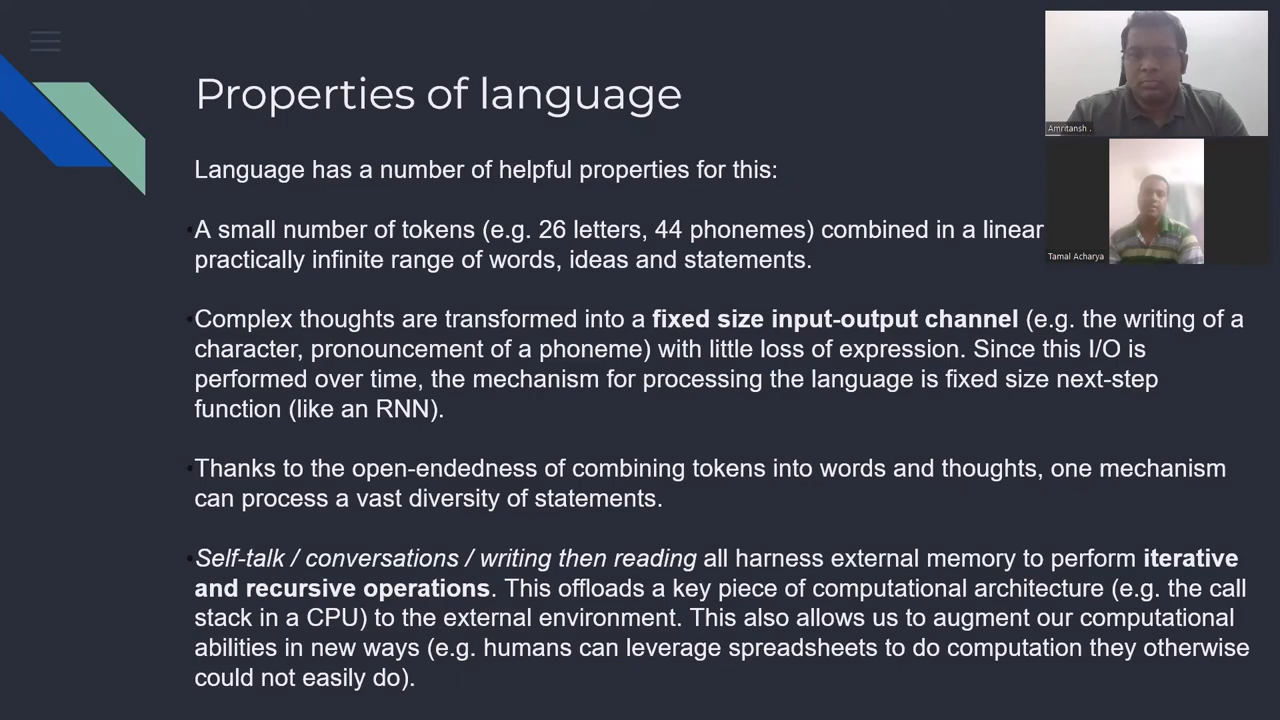 Properties of language
Amritansh .
Language has a number of helpful properties for this:
A small number of tokens (e.g. 26 letters, 44 phonemes) combined in a linear
practically infinite range of words, ideas and statements.
Tamal Acharya
Complex thoughts are transformed into a fixed size input-output channel (e.g. the writing of a
character, pronouncement of a phoneme) with little loss of expression. Since this I/O is
performed over time, the mechanism for processing the language is fixed size next-step
function (like an RNN).
Thanks to the open-endedness of combining tokens into words and thoughts, one mechanism
can process a vast diversity of statements.
Self-talk / conversations / writing then reading all harness external memory to perform iterative
and recursive operations. This offloads a key piece of computational architecture (e.g. the call
stack in a CPU) to the external environment. This also allows us to augment our computational
abilities in new ways (e.g. humans can leverage spreadsheets to do computation they otherwise
could not easily do).